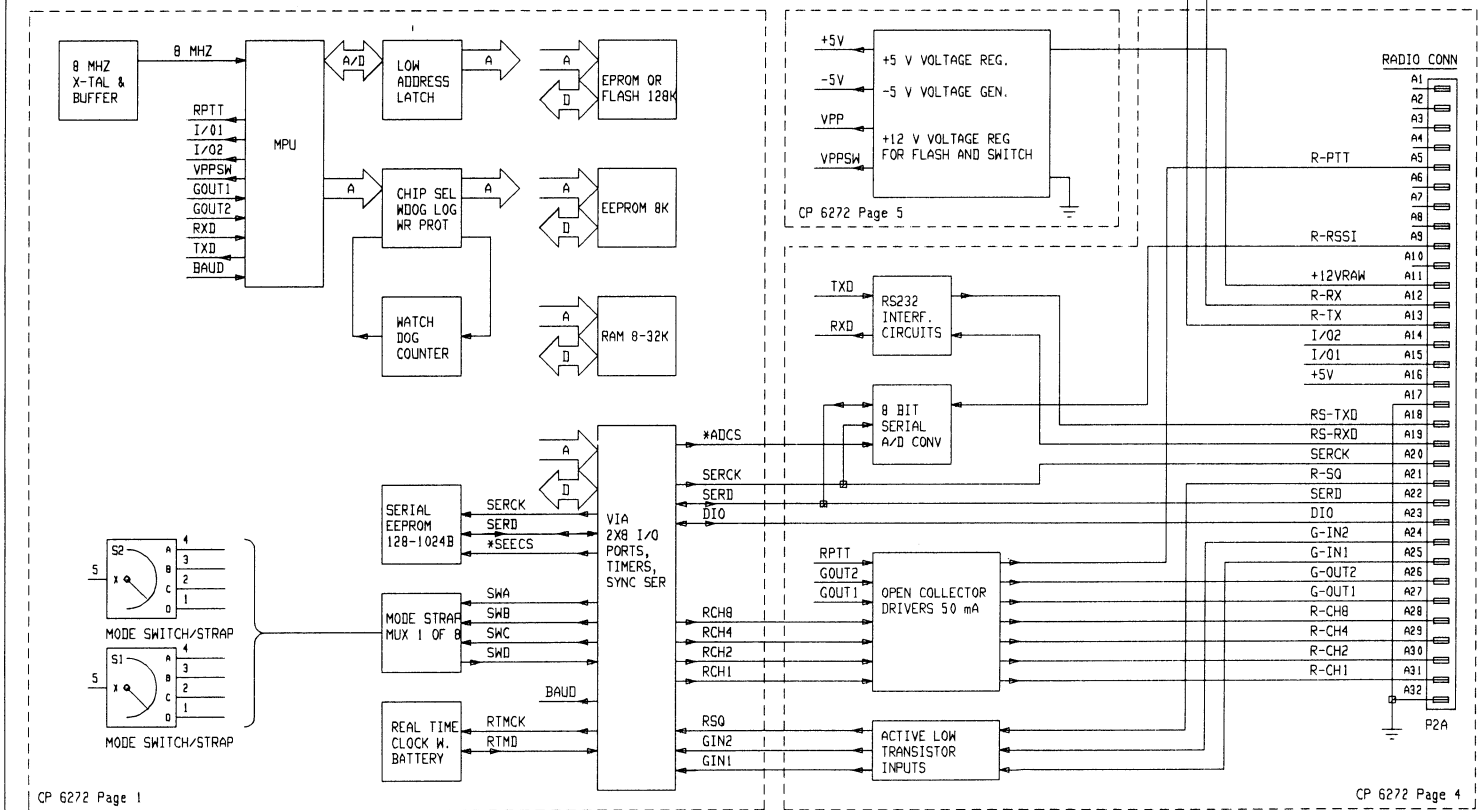 8 MHZ
X-TAL &
BUFFER
8 MHZ
RPTT
I/O1
I/O2
VPPSW
GOUT1
GOUT2
RXD
TXD
BAUD
MPU
A/D
LOW
ADDRESS
LATCH
A
A
D
EPROM OR
FLASH 128K
A
CHIP SEL
WDOG LOG
WR PROT
A
A
D
EEPROM 8K
WATCH
DOG
COUNTER
A
D
RAM 8-32K
A
D
SERIAL
EEPROM
128-1024B
SERCK
SERD
*SEECS
VIA
2X8 I/O
PORTS,
TIMERS,
SYNC SER
S2
5
X
A 4
B 3
C 2
D 1
MODE SWITCH/STRAP
S1
5
X
A 4
B 3
C 2
D 1
MODE SWITCH/STRAP
MODE STRAP
MUX 1 OF 8
SWA
SWB
SWC
SWD
BAUD
REAL TIME
CLOCK W.
BATTERY
RTMCK
RTMD
CP 6272 Page 1
+5V
-5V
VPP
VPPSW
+5 V VOLTAGE REG.
-5 V VOLTAGE GEN.
+12 V VOLTAGE REG
FOR FLASH AND SWITCH
CP 6272 Page 5
TXD
RXD
RS232
INTERF.
CIRCUITS
8 BIT
SERIAL
A/D CONV
*ADCS
SERCK
SERD
DIO
RPTT
GOUT2
GOUT1
OPEN COLLECTOR
DRIVERS 50 mA
RCH8
RCH4
RCH2
RCH1
RSQ
GIN2
GIN1
ACTIVE LOW
TRANSISTOR
INPUTS
RADIO CONN
A1
A2
A3
A4
R-PTT A5
A6
A7
A8
R-RSSI A9
A10
+12VRAW A11
R-RX A12
R-TX A13
I/O2 A14
I/O1 A15
+5V A16
A17
RS-TXD A18
RS-RXD A19
SERCK A20
R-SQ A21
SERD A22
DIO A23
G-IN2 A24
G-IN1 A25
G-OUT2 A26
G-OUT1 A27
R-CH8 A28
R-CH4 A29
R-CH2 A30
R-CH1 A31
A32
P2A
CP 6272 Page 4